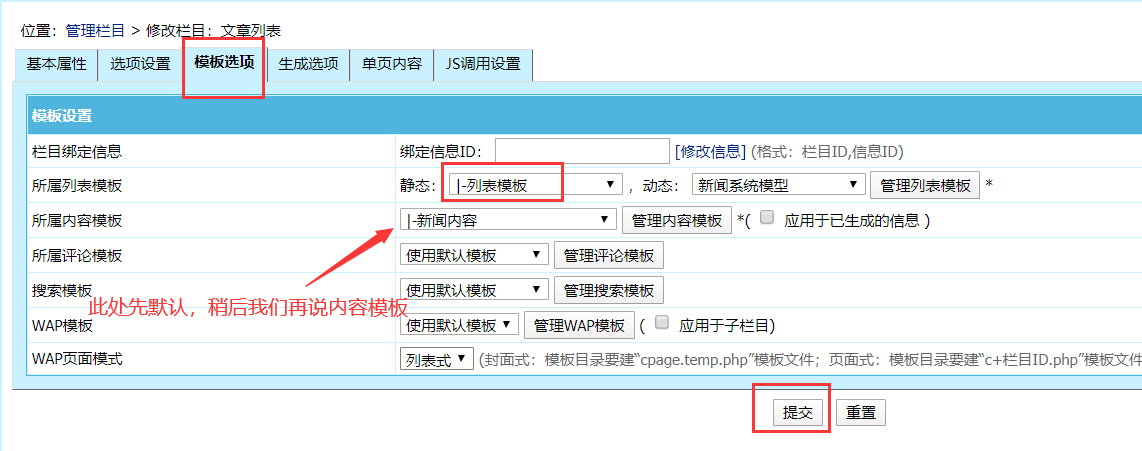 位置：管理栏目 > 修改栏目：文章列表
基本属性 选项设置 模板选项 生成选项 单页内容 JS调用设置
模板设置
栏目绑定信息 绑定信息ID： [修改信息] (格式：栏目ID,信息ID)
所属列表模板 静态： |-列表模板 ，动态： 新闻系统模型 管理列表模板 *
所属内容模板 |-新闻内容 管理内容模板 *( 应用于已生成的信息 )
所属评论模板 使用默认模板 管理评论模板
搜索模板 使用默认模板 管理搜索模板
此处先默认，稍后我们再说内容模板
WAP模板 使用默认模板 管理WAP模板 ( 应用于子栏目)
WAP页面模式 列表式 (封面式：模板目录要建“cpage.temp.php”模板文件；页面式：模板目录要建“c+栏目ID.php”模板文件
提交 重置